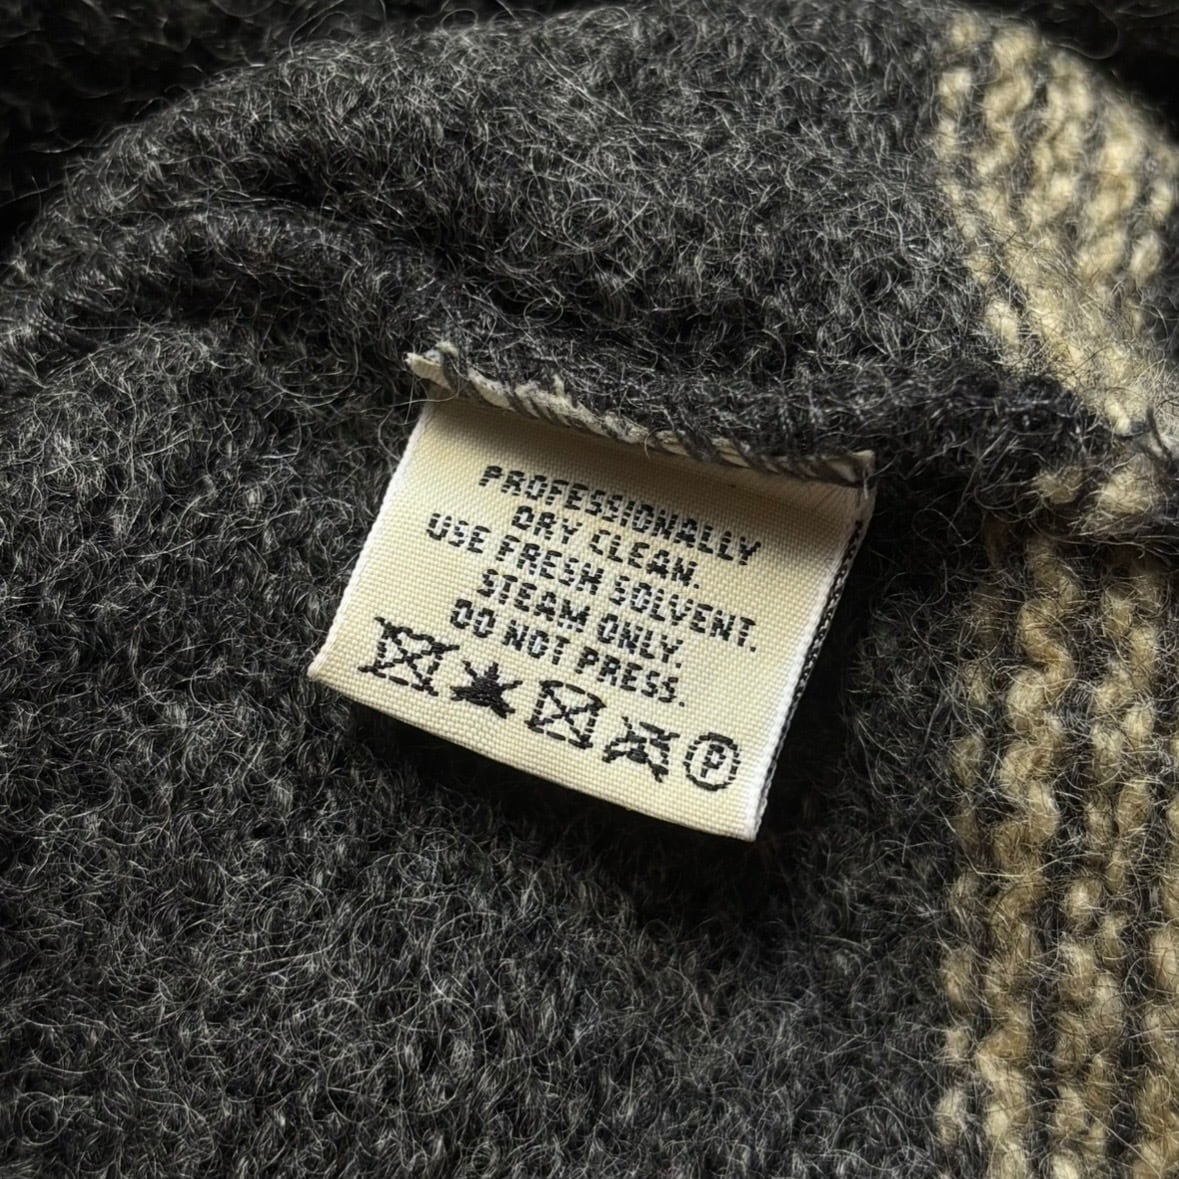 PROFESSIONALLY
DRY CLEAN.
USE FRESH SOLVENT.
STEAM ONLY.
DO NOT PRESS.
P